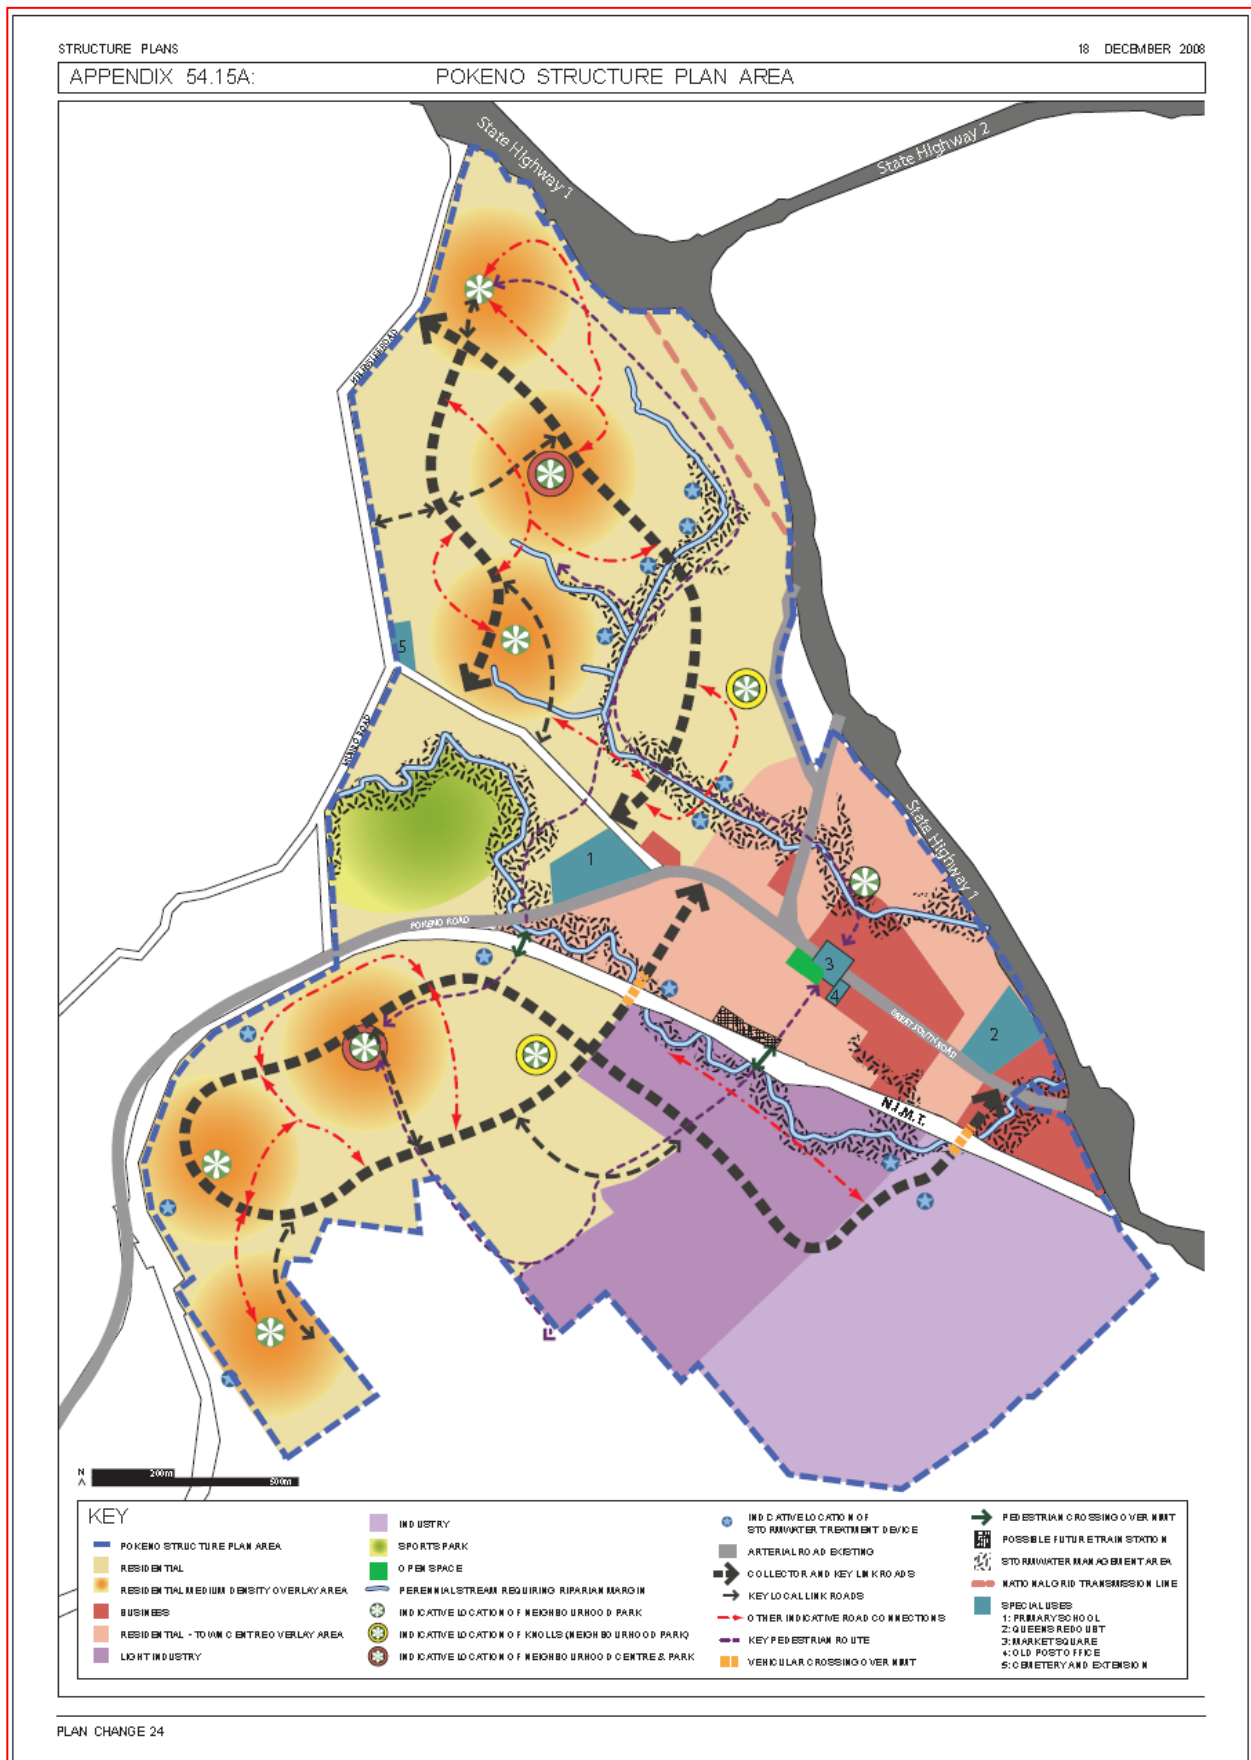 STRUCTURE PLANS
18 DECEMBER 2008
APPENDIX 54.15A: POKENO STRUCTURE PLAN AREA
State Highway 1
State Highway 2
MUNRO ROAD
5
State Highway 1
1
POKENO ROAD
3
4
GREAT SOUTH ROAD
2
N.I.M.T.
N
200m
500m
KEY
POKENO STRUCTURE PLAN AREA
RESIDENTIAL
RESIDENTIAL MEDIUM DENSITY OVERLAY AREA
BUSINESS
RESIDENTIAL - TOWN CENTRE OVERLAY AREA
LIGHT INDUSTRY
INDUSTRY
SPORTS PARK
OPEN SPACE
PERENNIAL STREAM REQUIRING RIPARIAN MARGIN
INDICATIVE LOCATION OF NEIGHBOURHOOD PARK
INDICATIVE LOCATION OF KNOLLS (NEIGHBOURHOOD PARK)
INDICATIVE LOCATION OF NEIGHBOURHOOD CENTRE & PARK
INDICATIVE LOCATION OF
STORMWATER TREATMENT DEVICE
ARTERIAL ROAD EXISTING
COLLECTOR AND KEY LINK ROADS
KEY LOCAL LINK ROADS
OTHER INDICATIVE ROAD CONNECTIONS
KEY PEDESTRIAN ROUTE
VEHICULAR CROSSING OVER NIMT
PEDESTRIAN CROSSING OVER NIMT
POSSIBLE FUTURE TRAIN STATION
STORMWATER MANAGEMENT AREA
NATIONAL GRID TRANSMISSION LINE
SPECIAL USES
1: PRIMARY SCHOOL
2: QUEENS REDOUBT
3: MARKET SQUARE
4: OLD POST OFFICE
5: CEMETERY AND EXTENSION
PLAN CHANGE 24